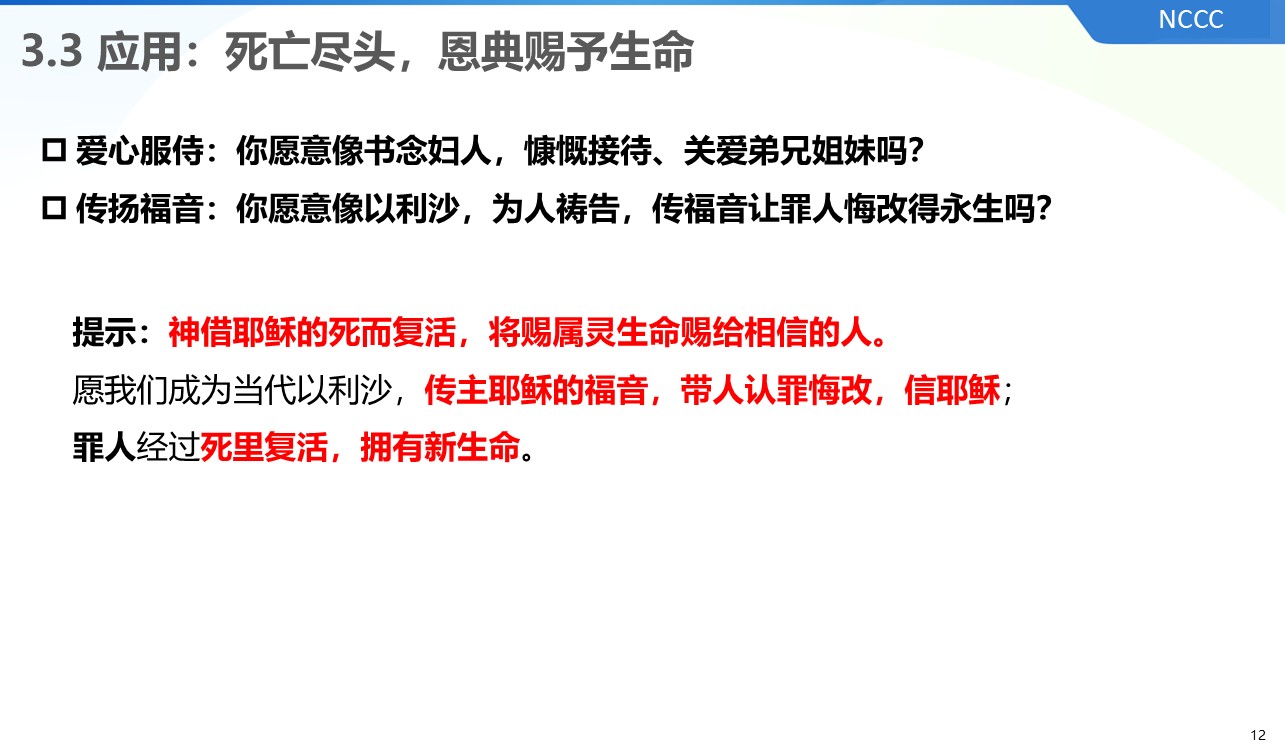 NCCC
3.3 应用：死亡尽头，恩典赐予生命
爱心服侍：你愿意像书念妇人，慷慨接待、关爱弟兄姐妹吗？
传扬福音：你愿意像以利沙，为人祷告，传福音让罪人悔改得永生吗？
提示：神借耶稣的死而复活，将赐属灵生命赐给相信的人。
愿我们成为当代以利沙，传主耶稣的福音，带人认罪悔改，信耶稣；
罪人经过死里复活，拥有新生命。
12